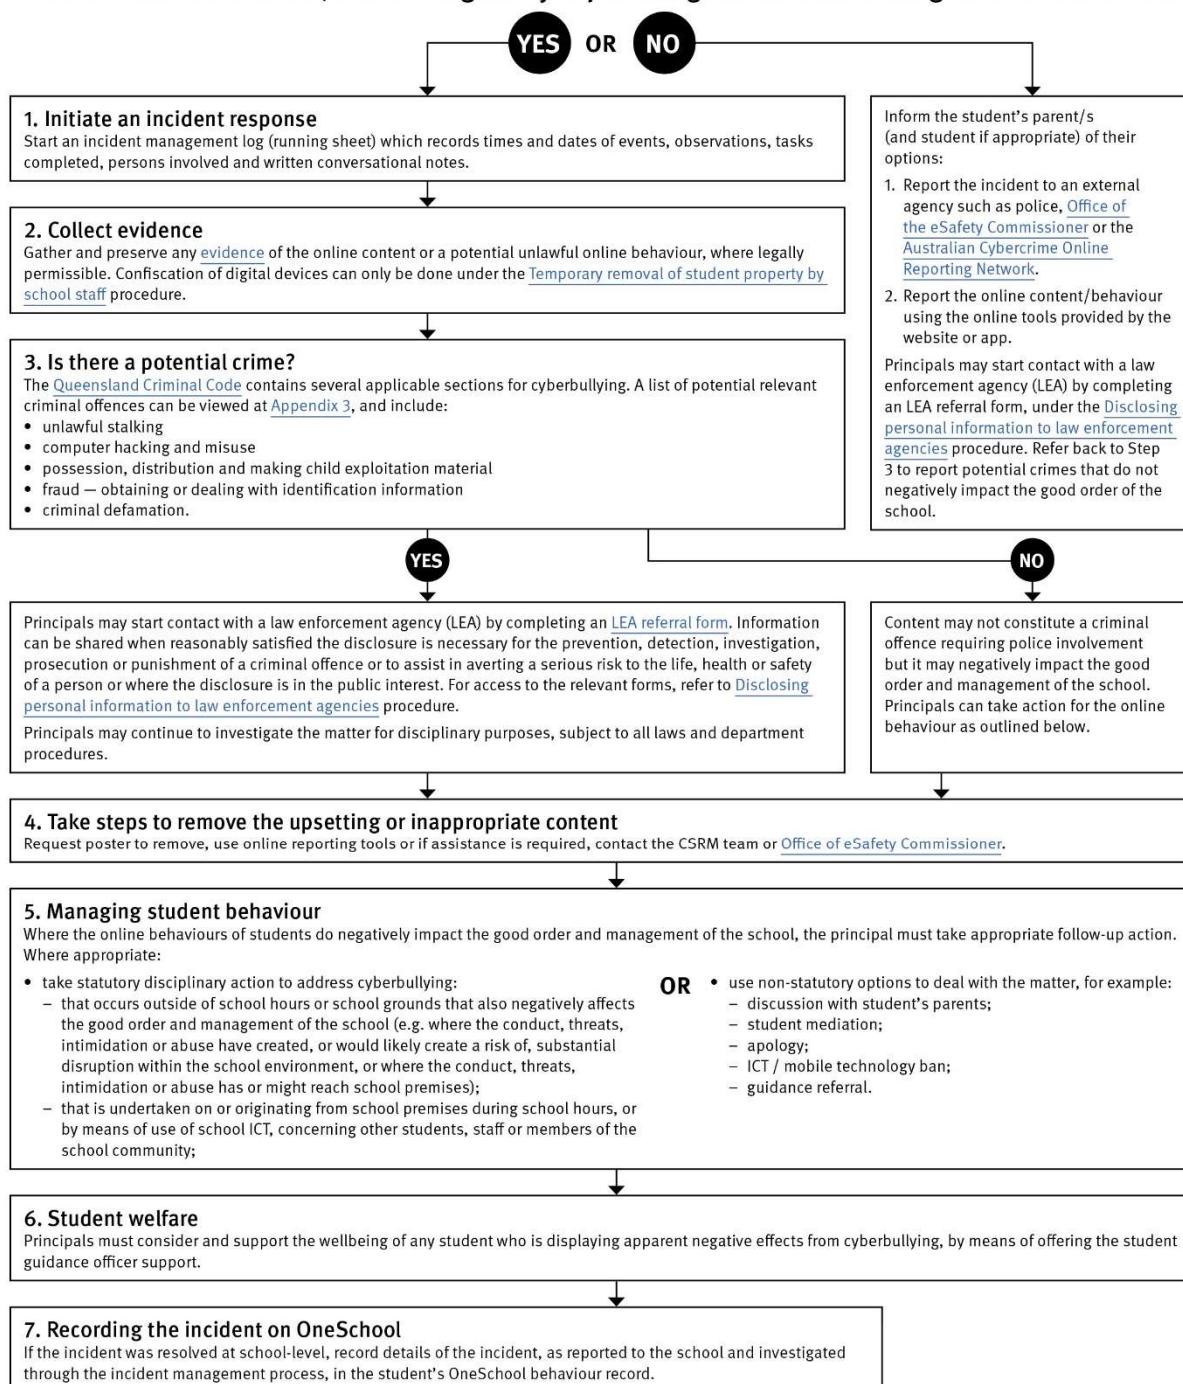 YES OR NO
1. Initiate an incident response
Start an incident management log (running sheet) which records times and dates of events, observations, tasks
completed, persons involved and written conversational notes.
2. Collect evidence
Gather and preserve any evidence of the online content or a potential unlawful online behaviour, where legally
permissible. Confiscation of digital devices can only be done under the Temporary removal of student property by
school staff procedure.
3. Is there a potential crime?
The Queensland Criminal Code contains several applicable sections for cyberbullying. A list of potential relevant
criminal offences can be viewed at Appendix 3, and include:
• unlawful stalking
• computer hacking and misuse
• possession, distribution and making child exploitation material
• fraud — obtaining or dealing with identification information
• criminal defamation.
Inform the student's parent/s
(and student if appropriate) of their
options:
1. Report the incident to an external
agency such as police, Office of
the eSafety Commissioner or the
Australian Cybercrime Online
Reporting Network.
2. Report the online content/behaviour
using the online tools provided by the
website or app.
Principals may start contact with a law
enforcement agency (LEA) by completing
an LEA referral form, under the Disclosing
personal information to law enforcement
agencies procedure. Refer back to Step
3 to report potential crimes that do not
negatively impact the good order of the
school.
YES
NO
Principals may start contact with a law enforcement agency (LEA) by completing an LEA referral form. Information
can be shared when reasonably satisfied the disclosure is necessary for the prevention, detection, investigation,
prosecution or punishment of a criminal offence or to assist in averting a serious risk to the life, health or safety
of a person or where the disclosure is in the public interest. For access to the relevant forms, refer to Disclosing
personal information to law enforcement agencies procedure.
Principals may continue to investigate the matter for disciplinary purposes, subject to all laws and department
procedures.
Content may not constitute a criminal
offence requiring police involvement
but it may negatively impact the good
order and management of the school.
Principals can take action for the online
behaviour as outlined below.
4. Take steps to remove the upsetting or inappropriate content
Request poster to remove, use online reporting tools or if assistance is required, contact the CSRM team or Office of eSafety Commissioner.
5. Managing student behaviour
Where the online behaviours of students do negatively impact the good order and management of the school, the principal must take appropriate follow-up action.
Where appropriate:
• take statutory disciplinary action to address cyberbullying:
– that occurs outside of school hours or school grounds that also negatively affects
the good order and management of the school (e.g. where the conduct, threats,
intimidation or abuse have created, or would likely create a risk of, substantial
disruption within the school environment, or where the conduct, threats,
intimidation or abuse has or might reach school premises);
– that is undertaken on or originating from school premises during school hours, or
by means of use of school ICT, concerning other students, staff or members of the
school community;
OR
• use non-statutory options to deal with the matter, for example:
– discussion with student's parents;
– student mediation;
– apology;
– ICT / mobile technology ban;
– guidance referral.
6. Student welfare
Principals must consider and support the wellbeing of any student who is displaying apparent negative effects from cyberbullying, by means of offering the student
guidance officer support.
7. Recording the incident on OneSchool
If the incident was resolved at school-level, record details of the incident, as reported to the school and investigated
through the incident management process, in the student's OneSchool behaviour record.